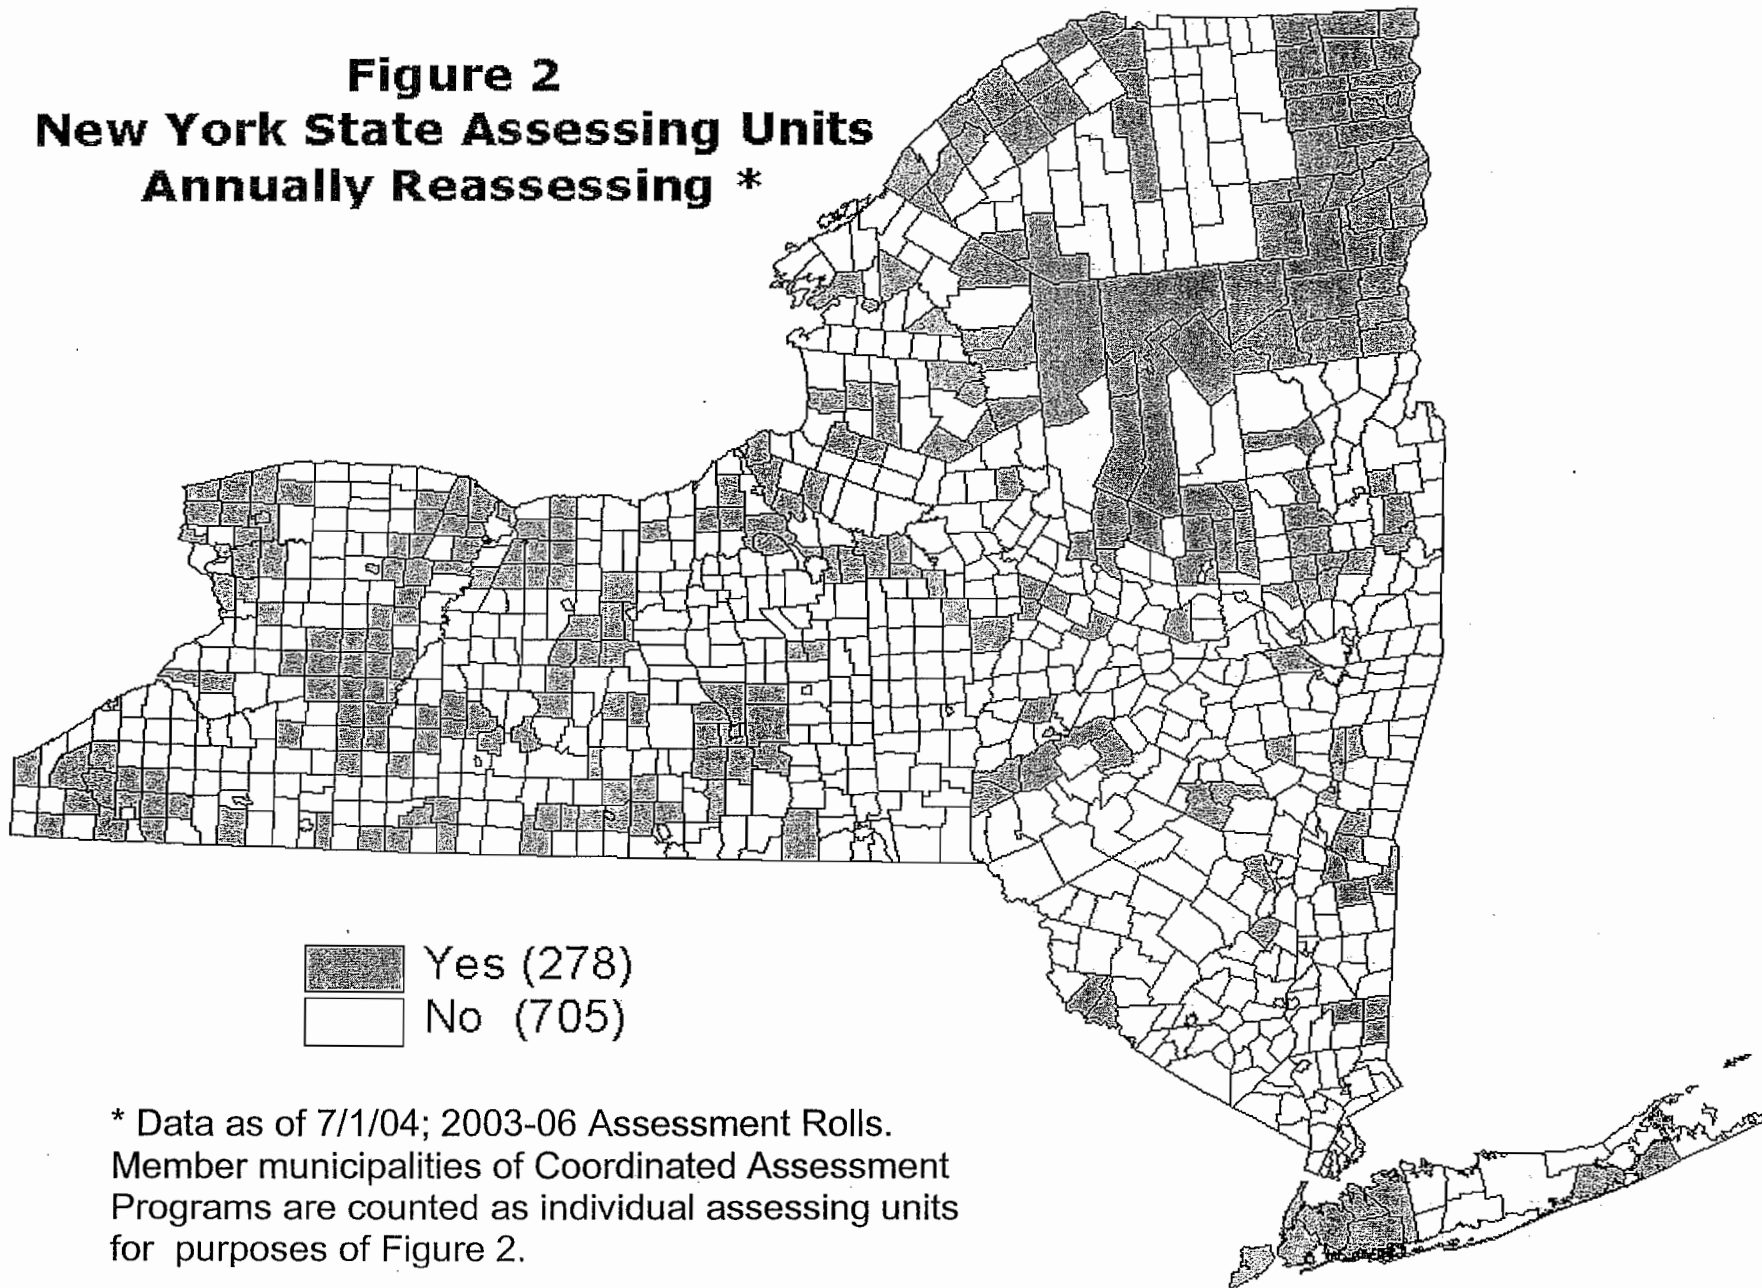 Figure 2
New York State Assessing Units
Annually Reassessing *
Yes (278)
No (705)
* Data as of 7/1/04; 2003-06 Assessment Rolls.
Member municipalities of Coordinated Assessment
Programs are counted as individual assessing units
for purposes of Figure 2.